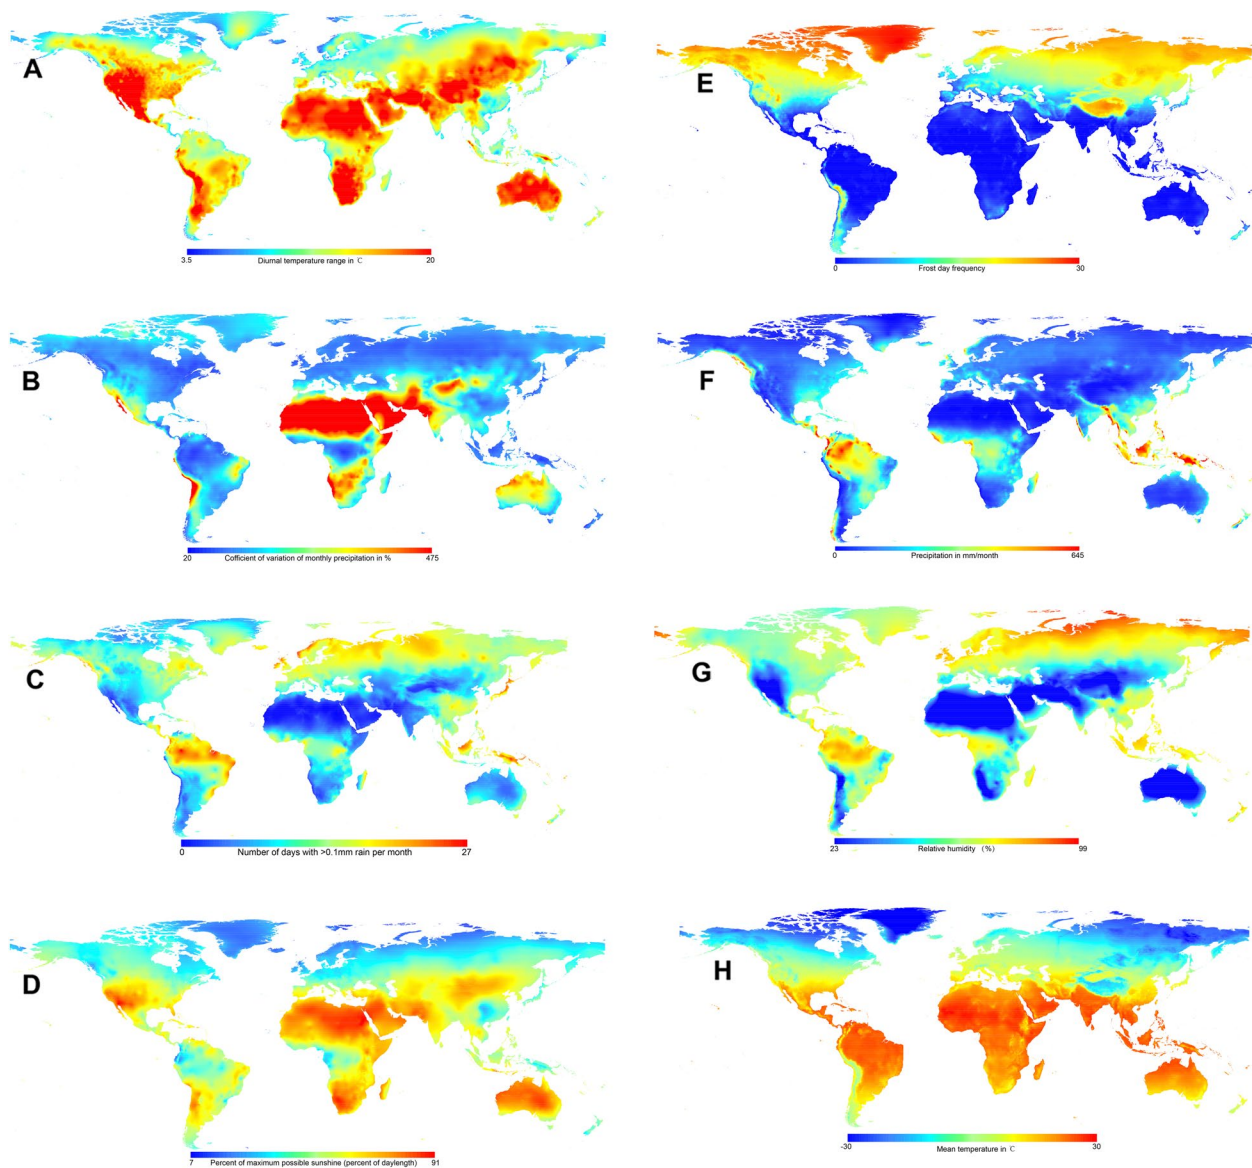 A
3.5 20
Diurnal temperature range in ℃
B
20 Cofficient of variation of monthly precipitation in % 475
C
0 Number of days with >0.1mm rain per month 27
D
7 Percent of maximum possible sunshine (percent of daylength) 91
E
0 Frost day frequency 30
F
0 Precipitation in mm/month 645
G
23 Relative humidity (%) 99
H
-30 Mean temperature in ℃ 30